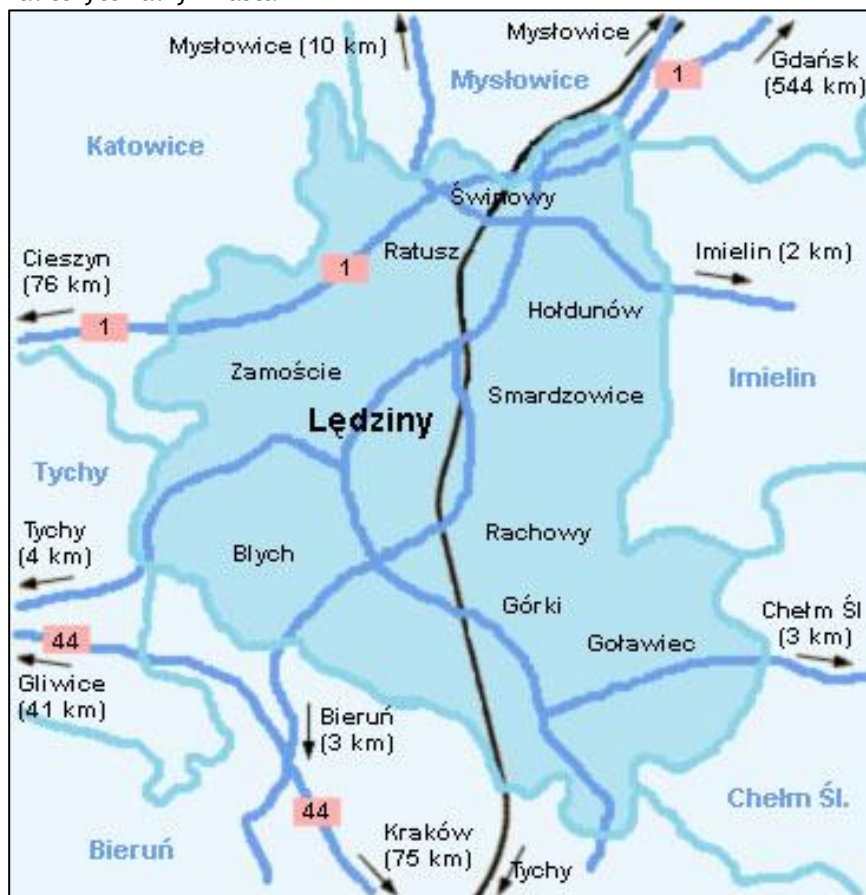 Mysłowice (10 km)
Mysłowice
Mysłowice
1
Gdańsk
(544 km)
Katowice
Świnowy
Ratusz
Imielin (2 km)
Cieszyn
(76 km)
1
1
Hołdunów
Zamoście
Imielin
Smardzowice
Lędziny
Tychy
Tychy
(4 km)
Rachowy
Blych
Górki
Chełm Śl
(3 km)
44
Goławiec
Gliwice
(41 km)
Bieruń
(3 km)
44
Chełm Śl.
Bieruń
Kraków
(75 km)
Tychy